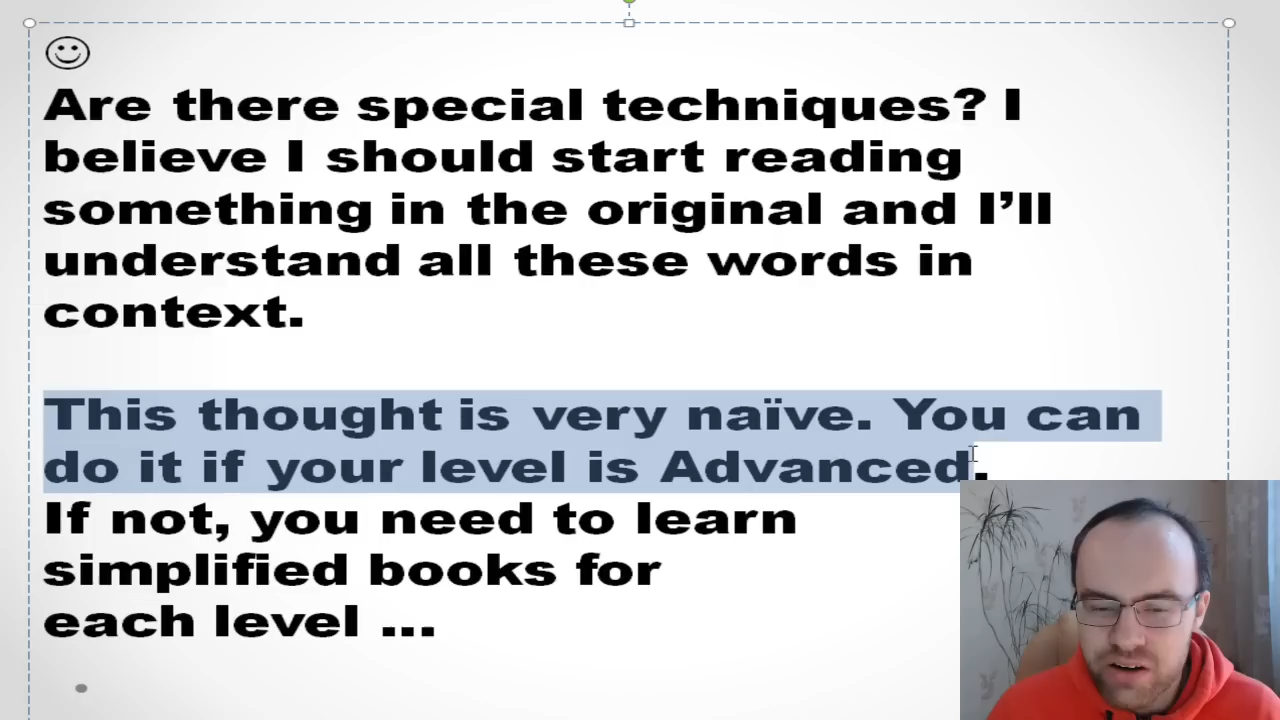 Are there special techniques? I
believe I should start reading
something in the original and I’ll
understand all these words in
context.
This thought is very naïve. You can
do it if your level is Advanced.
If not, you need to learn
simplified books for
each level ...